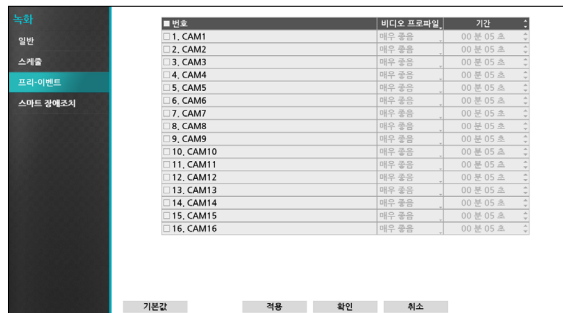 녹화
일반
스케줄
프리-이벤트
스마트 장애조치
번호 비디오 프로파일 기간
1, CAM1 매우 좋음 00 분 05 초
2, CAM2 매우 좋음 00 분 05 초
3, CAM3 매우 좋음 00 분 05 초
4, CAM4 매우 좋음 00 분 05 초
5, CAM5 매우 좋음 00 분 05 초
6, CAM6 매우 좋음 00 분 05 초
7, CAM7 매우 좋음 00 분 05 초
8, CAM8 매우 좋음 00 분 05 초
9, CAM9 매우 좋음 00 분 05 초
10, CAM10 매우 좋음 00 분 05 초
11, CAM11 매우 좋음 00 분 05 초
12, CAM12 매우 좋음 00 분 05 초
13, CAM13 매우 좋음 00 분 05 초
14, CAM14 매우 좋음 00 분 05 초
15, CAM15 매우 좋음 00 분 05 초
16, CAM16 매우 좋음 00 분 05 초
기본값 적용 확인 취소